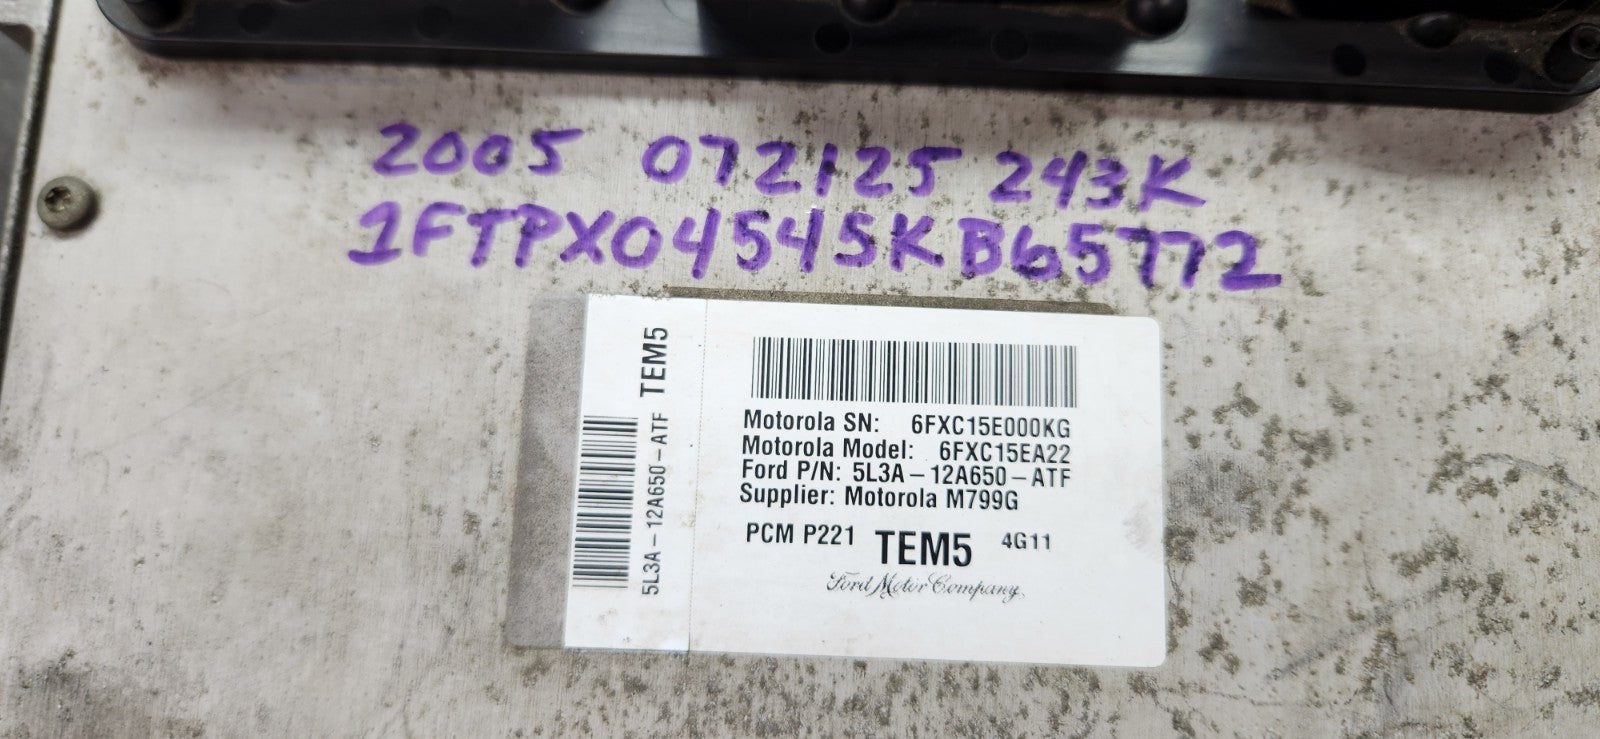 2005 072125 243K
1FTPX04545KB65772
TEM5
5L3A-12A650-ATF
Motorola SN: 6FXC15E000KG
Motorola Model: 6FXC15EA22
Ford P/N: 5L3A-12A650-ATF
Supplier: Motorola M799G
PCM P221 TEM5 4G11
Ford Motor Company